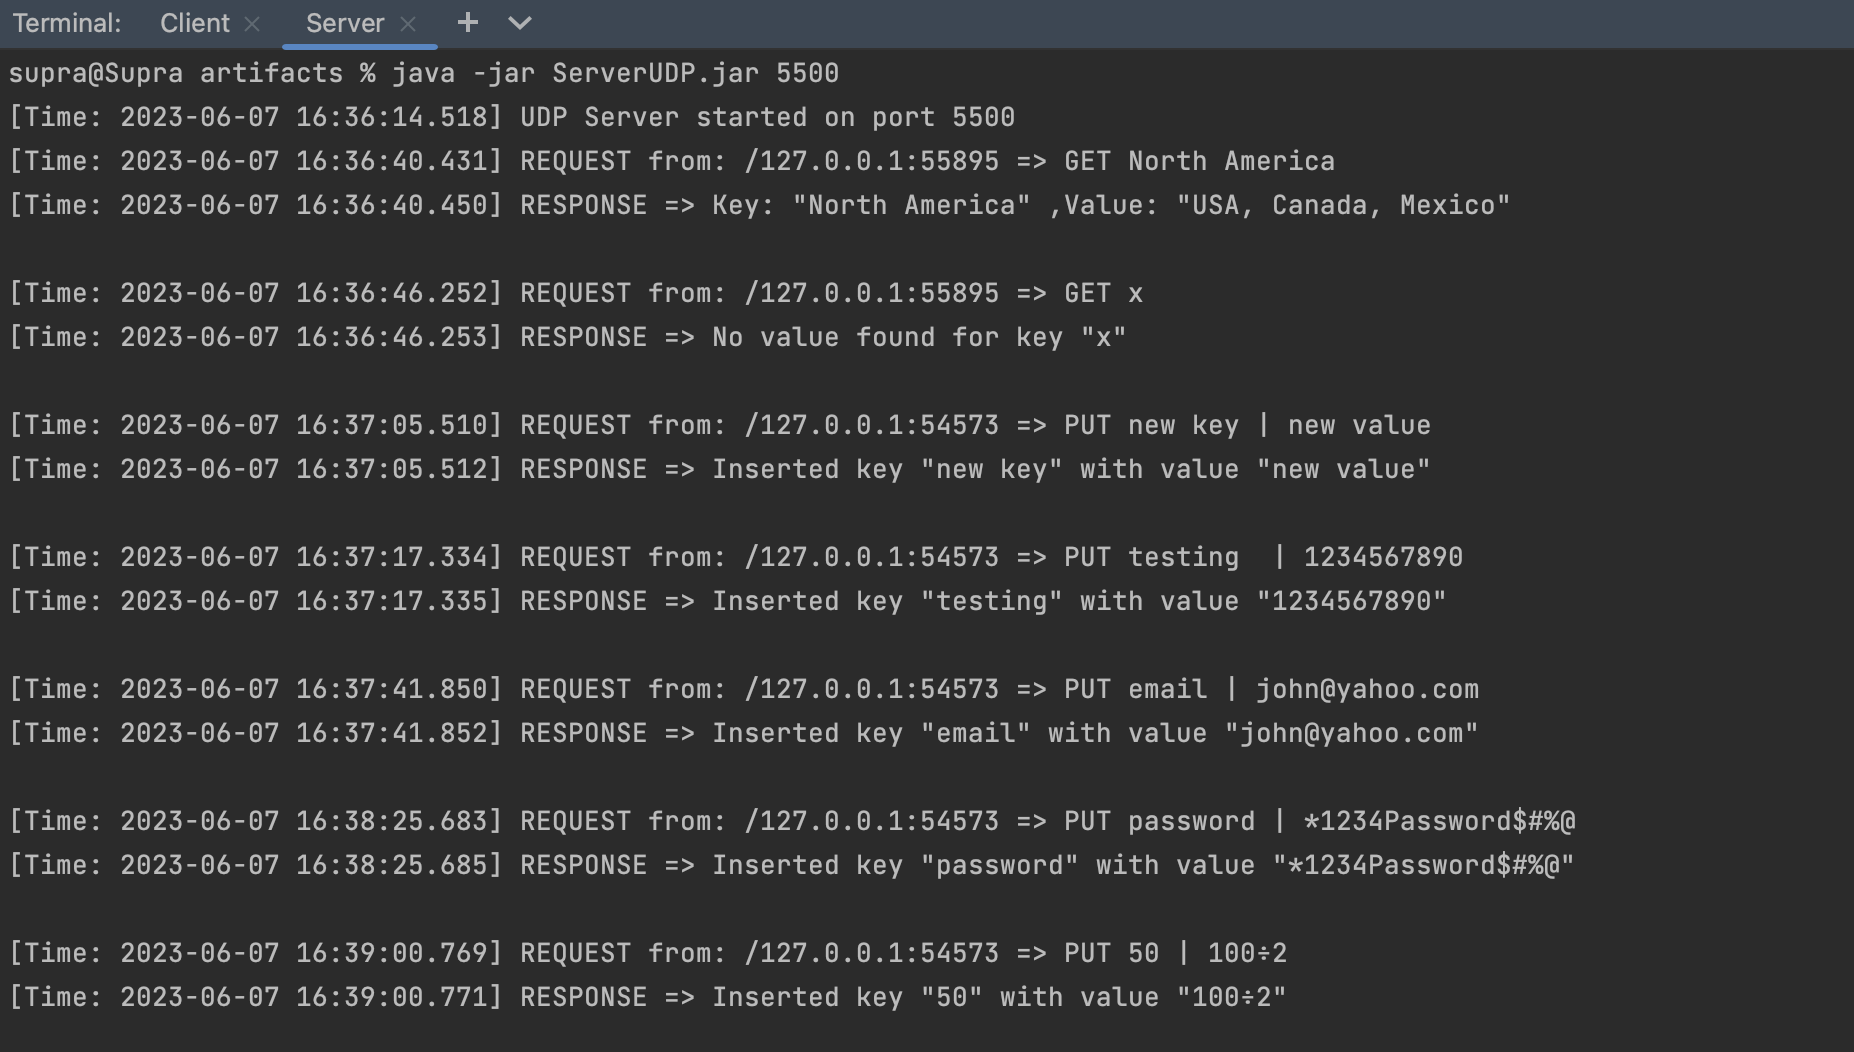 Terminal: Client × Server × +
supra@Supra artifacts % java -jar ServerUDP.jar 5500
[Time: 2023-06-07 16:36:14.518] UDP Server started on port 5500
[Time: 2023-06-07 16:36:40.431] REQUEST from: /127.0.0.1:55895 => GET North America
[Time: 2023-06-07 16:36:40.450] RESPONSE => Key: "North America" ,Value: "USA, Canada, Mexico"
[Time: 2023-06-07 16:36:46.252] REQUEST from: /127.0.0.1:55895 => GET x
[Time: 2023-06-07 16:36:46.253] RESPONSE => No value found for key "x"
[Time: 2023-06-07 16:37:05.510] REQUEST from: /127.0.0.1:54573 => PUT new key | new value
[Time: 2023-06-07 16:37:05.512] RESPONSE => Inserted key "new key" with value "new value"
[Time: 2023-06-07 16:37:17.334] REQUEST from: /127.0.0.1:54573 => PUT testing  | 1234567890
[Time: 2023-06-07 16:37:17.335] RESPONSE => Inserted key "testing" with value "1234567890"
[Time: 2023-06-07 16:37:41.850] REQUEST from: /127.0.0.1:54573 => PUT email | john@yahoo.com
[Time: 2023-06-07 16:37:41.852] RESPONSE => Inserted key "email" with value "john@yahoo.com"
[Time: 2023-06-07 16:38:25.683] REQUEST from: /127.0.0.1:54573 => PUT password | *1234Password$#%@
[Time: 2023-06-07 16:38:25.685] RESPONSE => Inserted key "password" with value "*1234Password$#%@"
[Time: 2023-06-07 16:39:00.769] REQUEST from: /127.0.0.1:54573 => PUT 50 | 100÷2
[Time: 2023-06-07 16:39:00.771] RESPONSE => Inserted key "50" with value "100÷2"